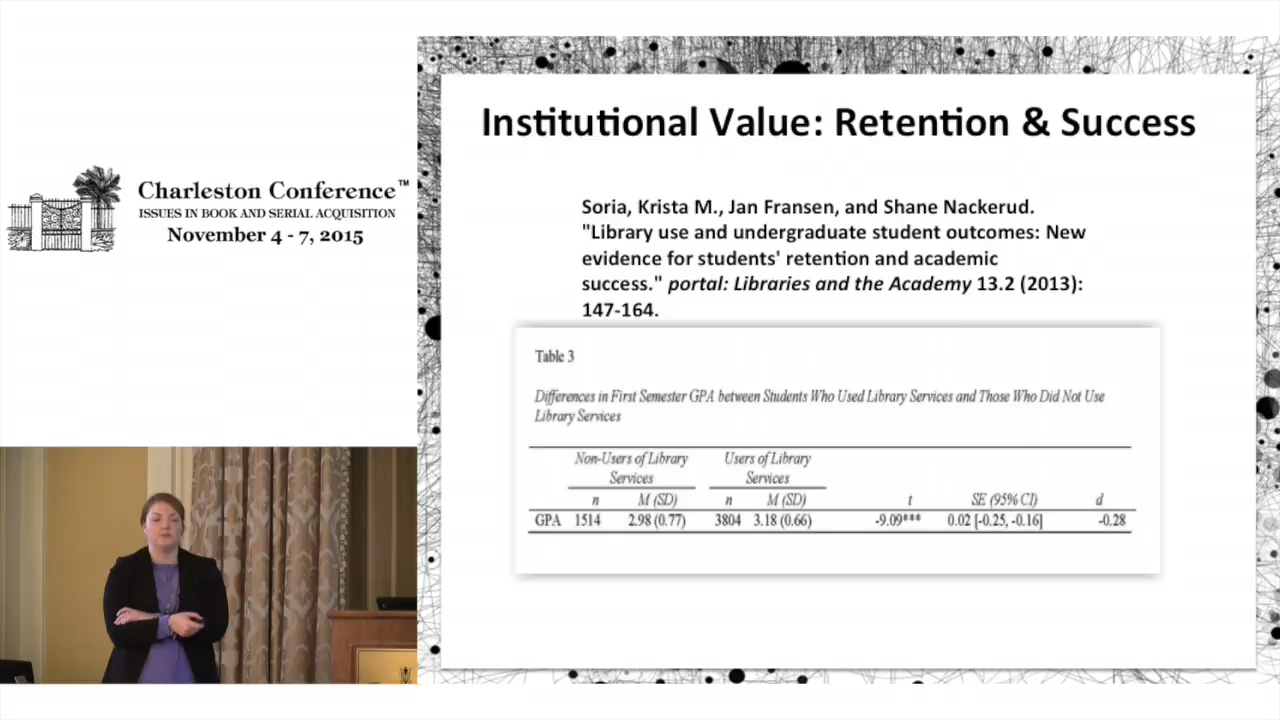 Charleston Conference™
ISSUES IN BOOK AND SERIAL ACQUISITION
November 4 - 7, 2015
Institutional Value: Retention & Success
Soria, Krista M., Jan Fransen, and Shane Nackerud.
"Library use and undergraduate student outcomes: New
evidence for students' retention and academic
success." portal: Libraries and the Academy 13.2 (2013):
147-164.
Table 3
Differences in First Semester GPA between Students Who Used Library Services and Those Who Did Not Use
Library Services
Non-Users of Library Users of Library
Services Services
n M (SD) n M (SD) t SE (95% CI) d
GPA 1514 2.98 (0.77) 3804 3.18 (0.66) -9.09*** 0.02 [-0.25, -0.16] -0.28